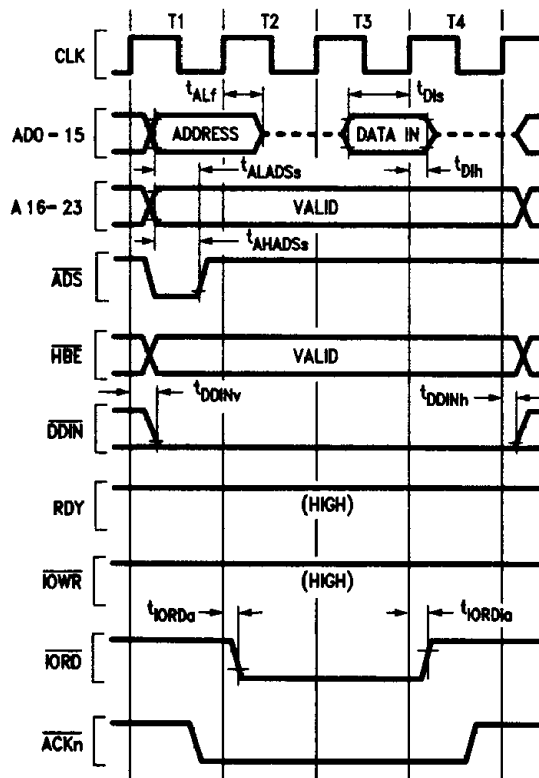 T1 T2 T3 T4
CLK
tALf tDIs
AD0-15 ADDRESS DATA IN
tALADSs tDIh
A16-23 VALID
tAHADSs
ADS
HBE VALID
tDDINv tDDINh
DDIN
RDY (HIGH)
IOWR (HIGH)
tIORDa tIORDia
IORD
ACKn